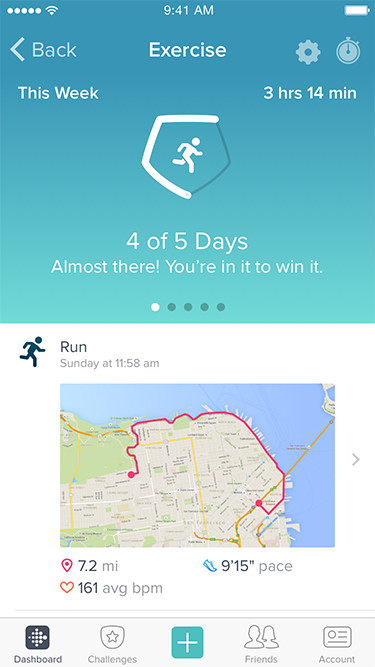 9:41 AM
Back
Exercise
This Week
3 hrs 14 min
4 of 5 Days
Almost there! You're in it to win it.
Run
Sunday at 11:58 am
7.2 mi
9'15" pace
161 avg bpm
Dashboard
Challenges
Friends
Account